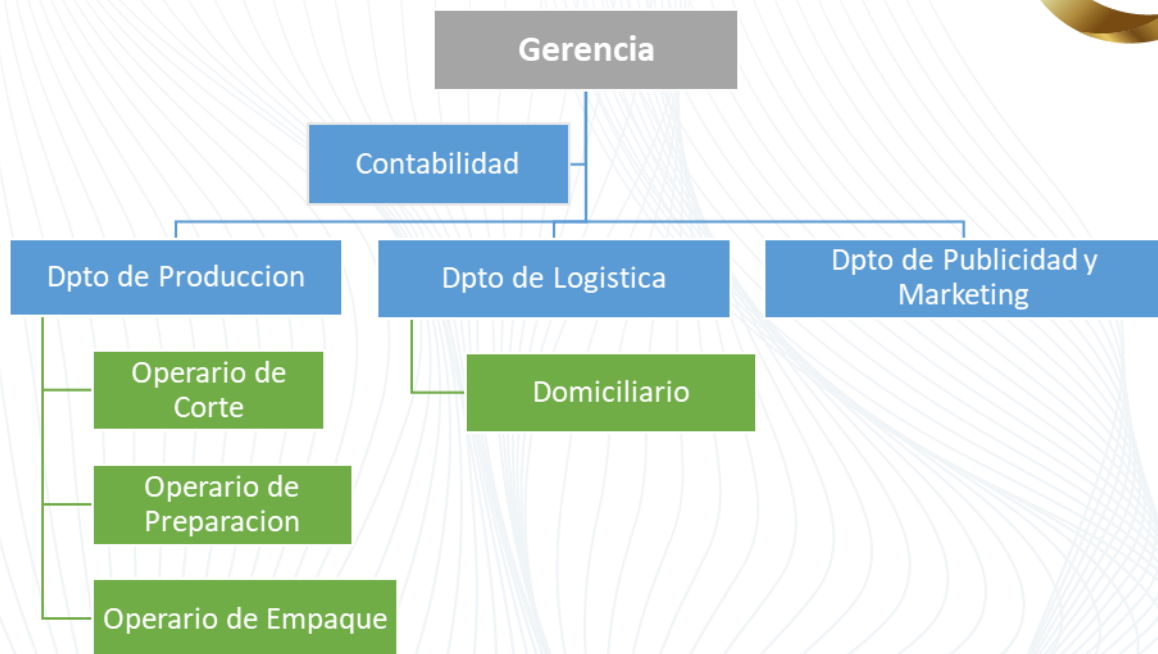 Gerencia
Contabilidad
Dpto de Produccion
Dpto de Logistica
Dpto de Publicidad y
Marketing
Operario de
Corte
Domiciliario
Operario de
Preparacion
Operario de Empaque